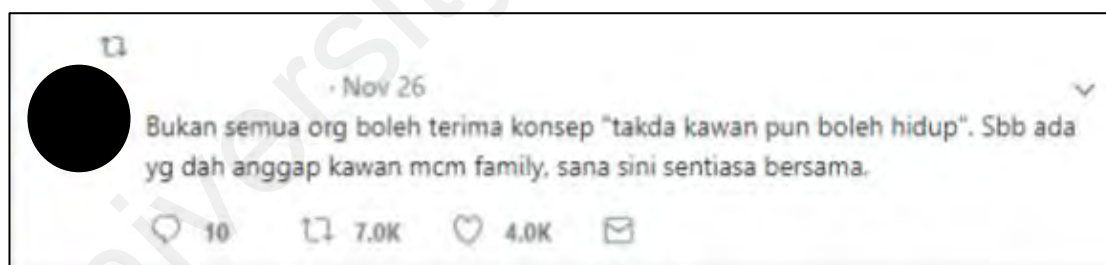 · Nov 26
Bukan semua org boleh terima konsep "takda kawan pun boleh hidup". Sbb ada
yg dah anggap kawan mcm family, sana sini sentiasa bersama.
10 7.0K 4.0K